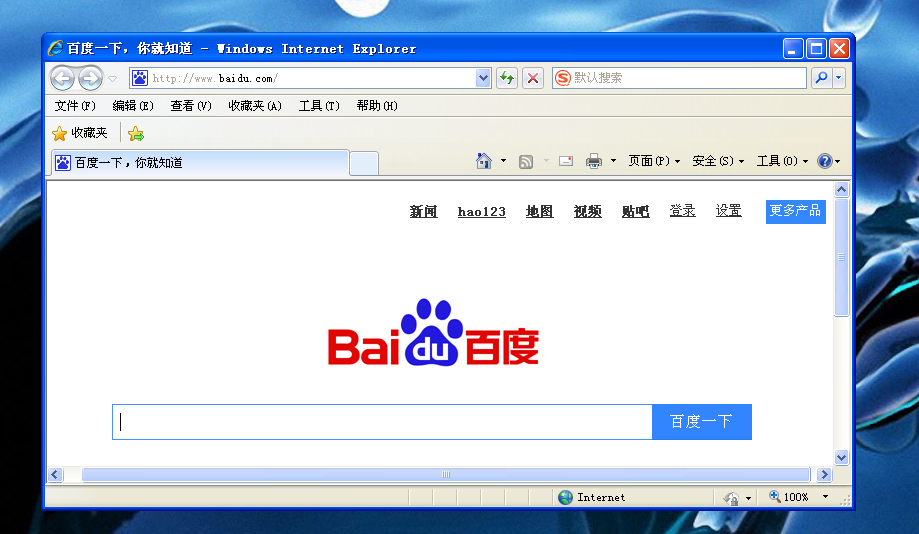 百度一下，你就知道 - Windows Internet Explorer
http://www.baidu.com/
默认搜索
文件(F) 编辑(E) 查看(V) 收藏夹(A) 工具(T) 帮助(H)
收藏夹
百度一下，你就知道
页面(P) 安全(S) 工具(O)
新闻 hao123 地图 视频 贴吧 登录 设置 更多产品
Bai du 百度
百度一下
Internet 100%